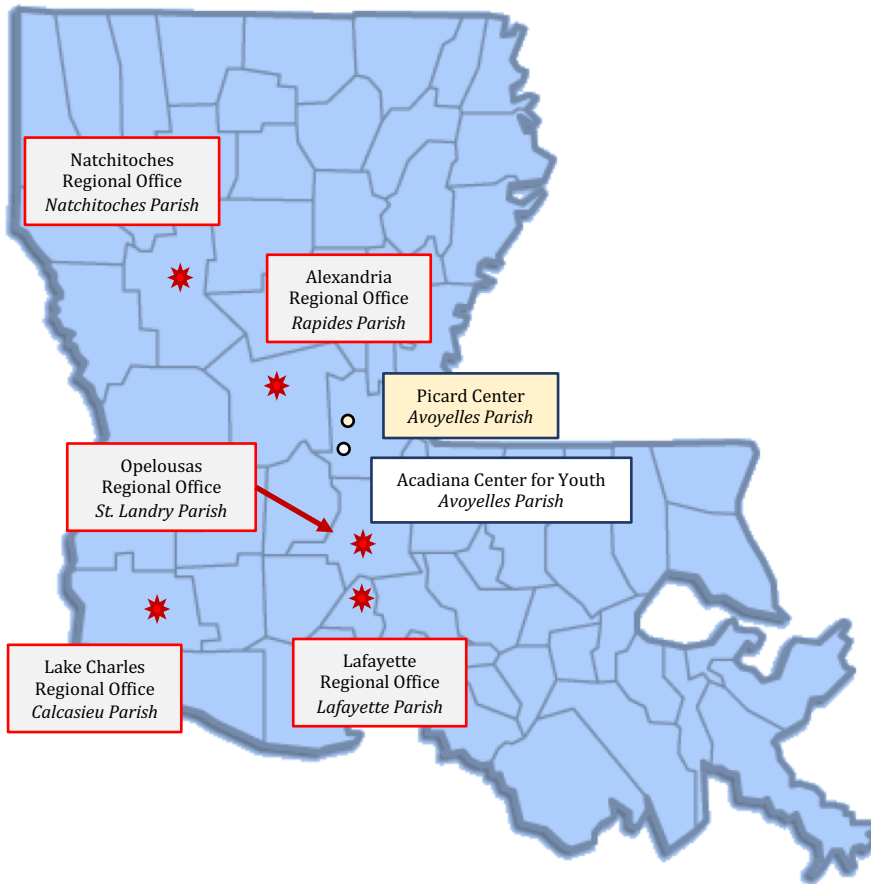 Natchitoches
Regional Office
Natchitoches Parish
Alexandria
Regional Office
Rapides Parish
Picard Center
Avoyelles Parish
Opelousas
Regional Office
St. Landry Parish
Acadiana Center for Youth
Avoyelles Parish
Lake Charles
Regional Office
Calcasieu Parish
Lafayette
Regional Office
Lafayette Parish